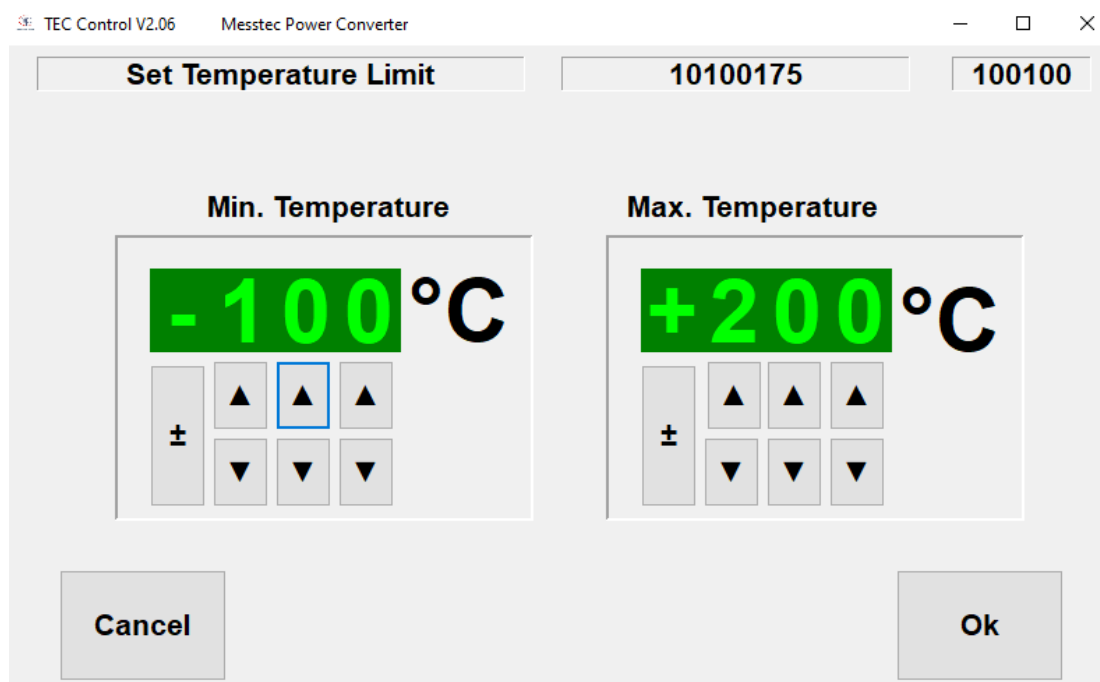 TEC Control V2.06 Messtec Power Converter
Set Temperature Limit 10100175 100100
Min. Temperature Max. Temperature
-100 °C +200 °C
± ▲ ▲ ▲ ± ▲ ▲ ▲
▼ ▼ ▼ ▼ ▼ ▼
Cancel Ok